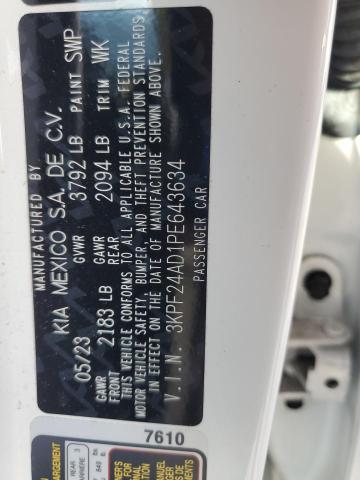 MANUFACTURED BY
KIA MEXICO S.A. DE C.V.
05/23 GVWR 3792 LB PAINT SWP
GAWR FRONT 2183 LB GAWR REAR 2094 LB TRIM WK
THIS VEHICLE CONFORMS TO ALL APPLICABLE U.S.A. FEDERAL
MOTOR VEHICLE SAFETY, BUMPER, AND THEFT PREVENTION STANDARDS
IN EFFECT ON THE DATE OF MANUFACTURE SHOWN ABOVE.
V.I.N. 3KPF24AD1PE643634
PASSENGER CAR
7610
REAR 3